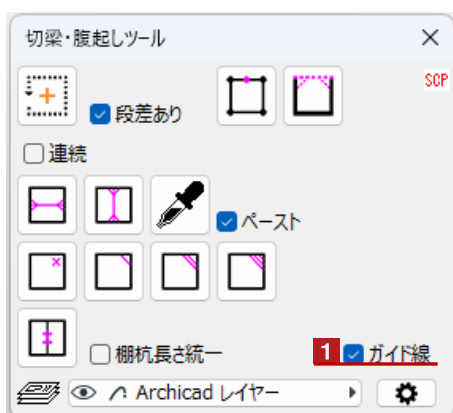 切梁・腹起しツール
SCP
段差あり
連続
ペースト
棚杭長さ統一
1 ガイド線
Archicad レイヤー